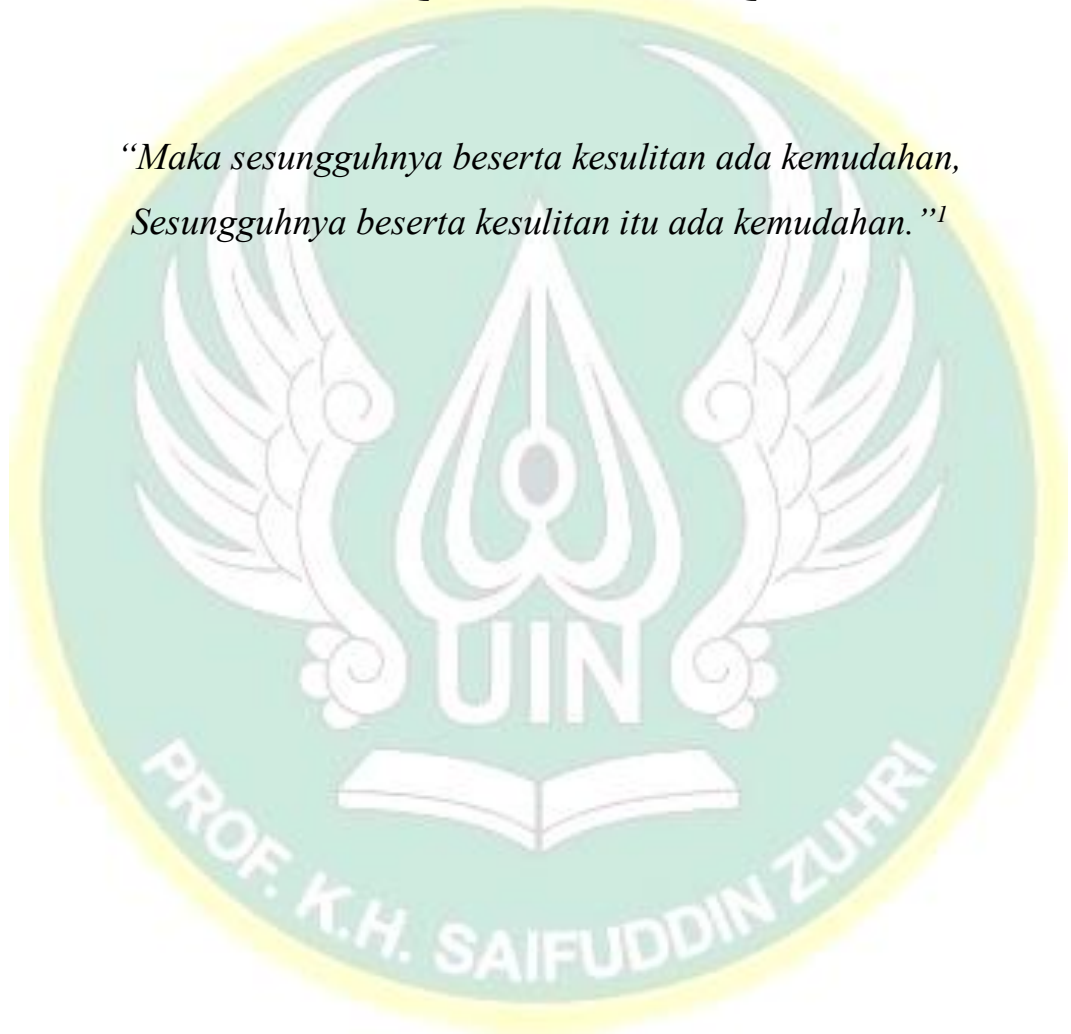 “Maka sesungguhnya beserta kesulitan ada kemudahan,
Sesungguhnya beserta kesulitan itu ada kemudahan.”1
UIN
PROF. K.H. SAIFUDDIN ZUHRI